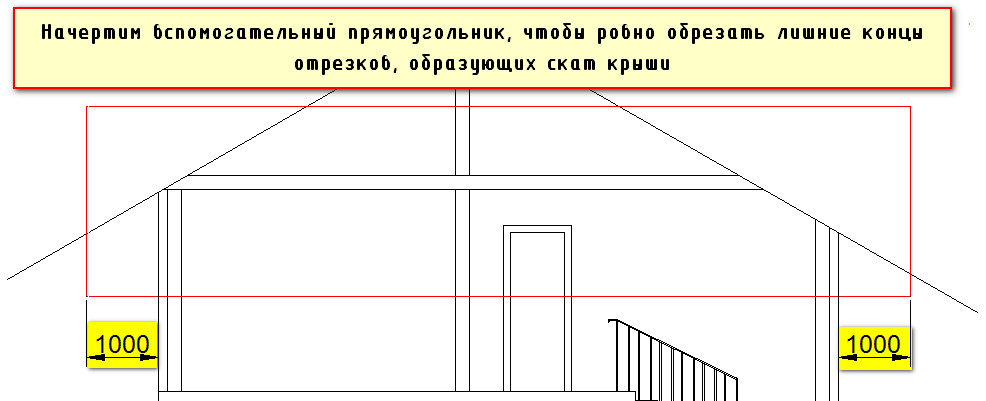 Начертим вспомогательный прямоугольник, чтобы ровно обрезать лишние концы
отрезков, образующих скат крыши
1000
1000